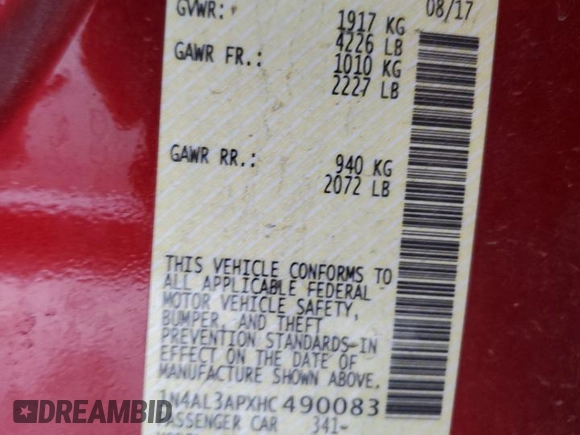 GVWR: 1917 KG 08/17
4226 LB
GAWR FR.: 1010 KG
2227 LB
GAWR RR.: 940 KG
2072 LB
THIS VEHICLE CONFORMS TO
ALL APPLICABLE FEDERAL
MOTOR VEHICLE SAFETY,
BUMPER, AND THEFT
PREVENTION STANDARDS IN
EFFECT ON THE DATE OF
MANUFACTURE SHOWN ABOVE.
1N4AL3APXHC490083
PASSENGER CAR 341-
DREAMBID